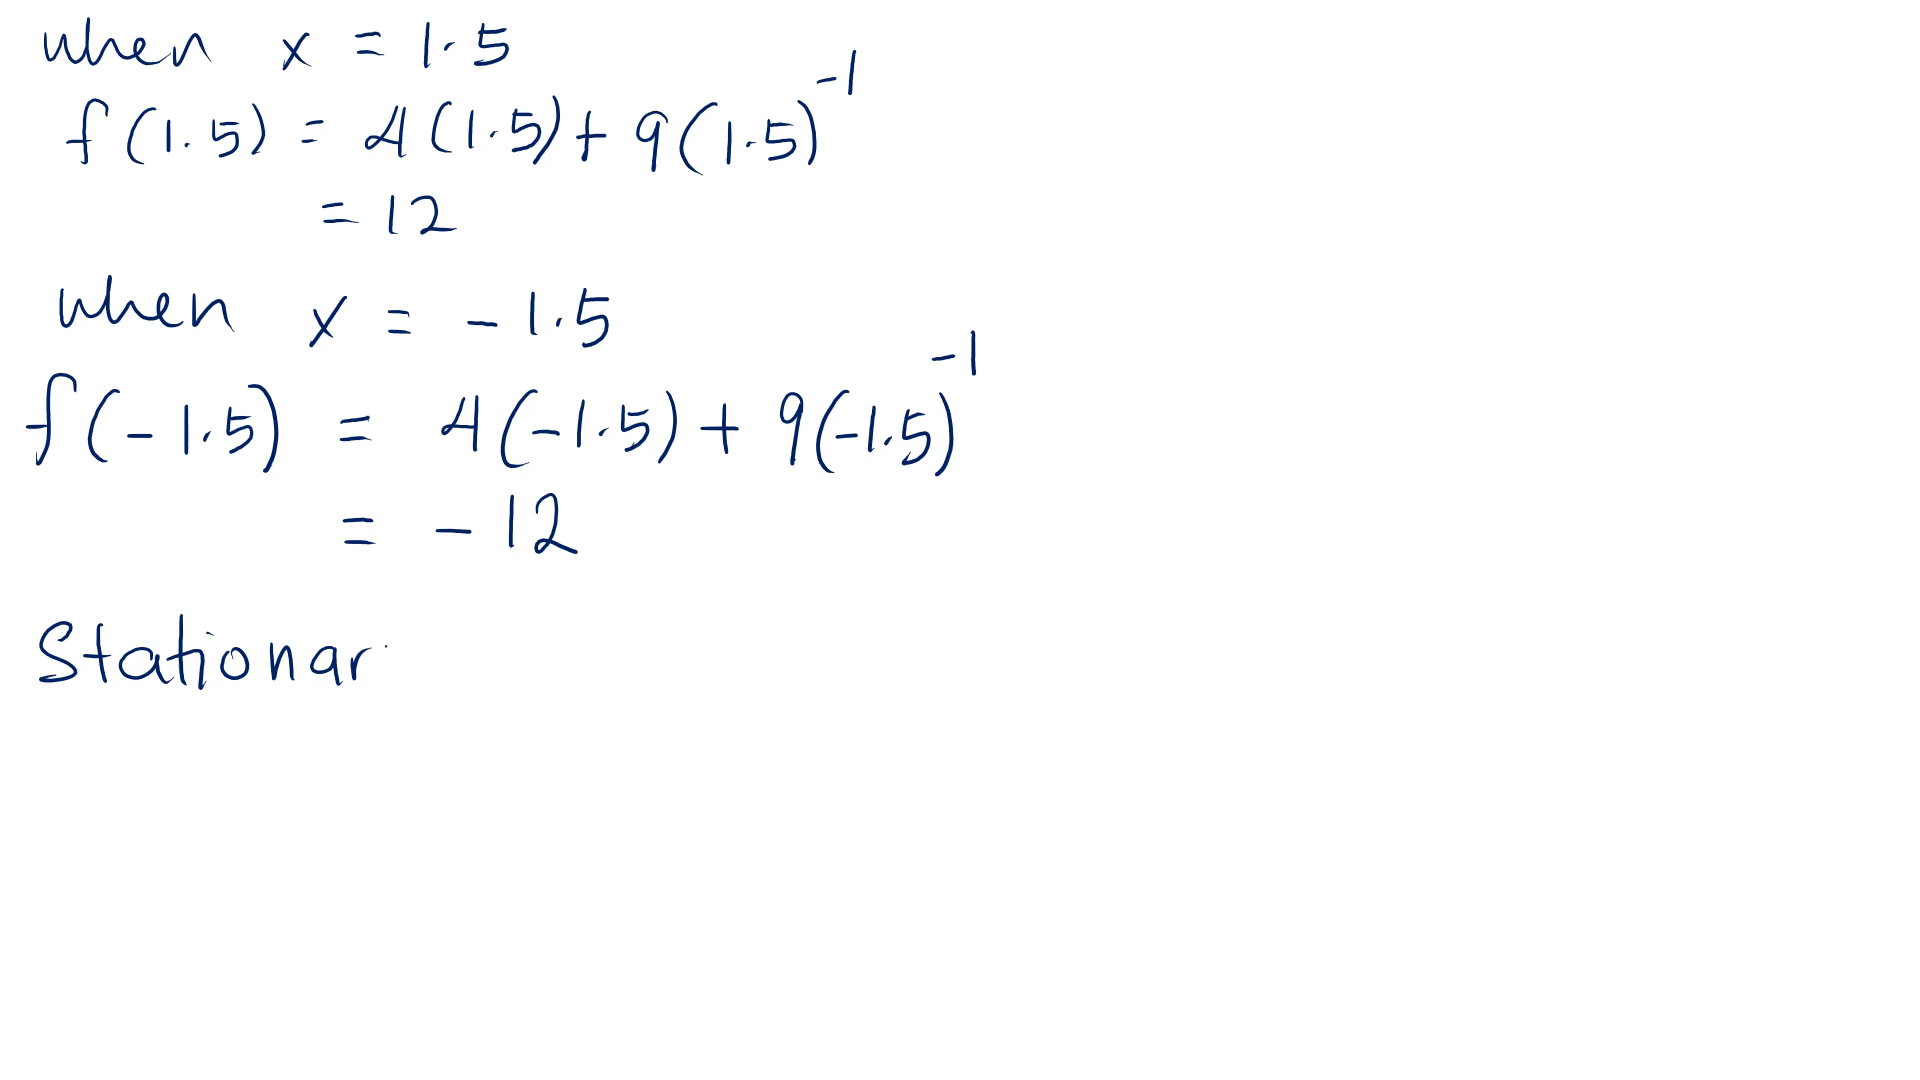 when x = 1.5
f(1.5) = 4(1.5) + 9(1.5)⁻¹
= 12
when x = -1.5
f(-1.5) = 4(-1.5) + 9(-1.5)⁻¹
= -12
Stationar